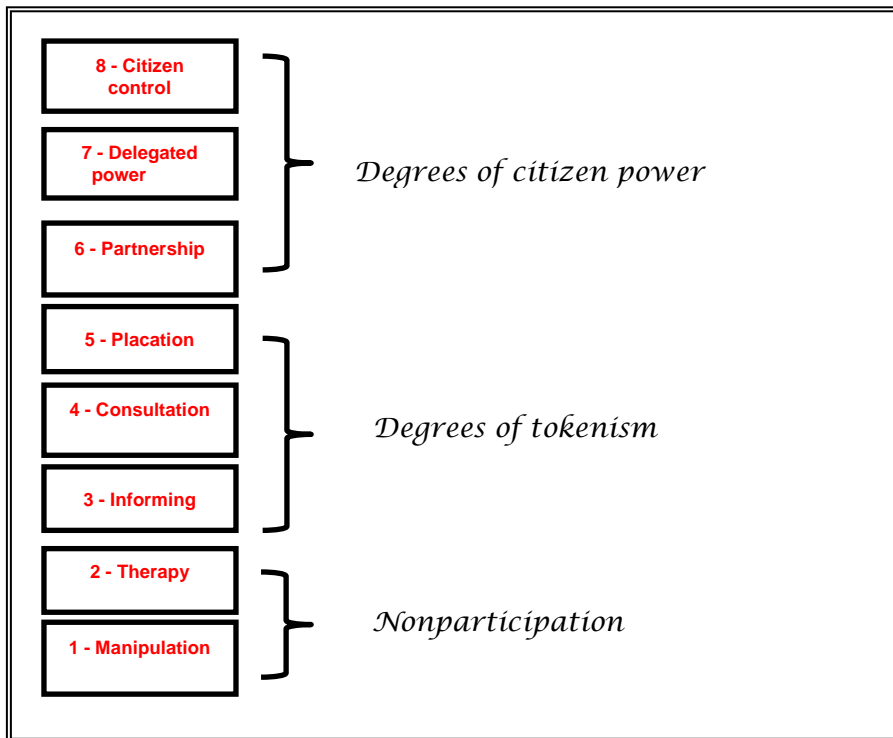 8 - Citizen
control
7 - Delegated
power
Degrees of citizen power
6 - Partnership
5 - Placation
4 - Consultation
Degrees of tokenism
3 - Informing
2 - Therapy
Nonparticipation
1 - Manipulation